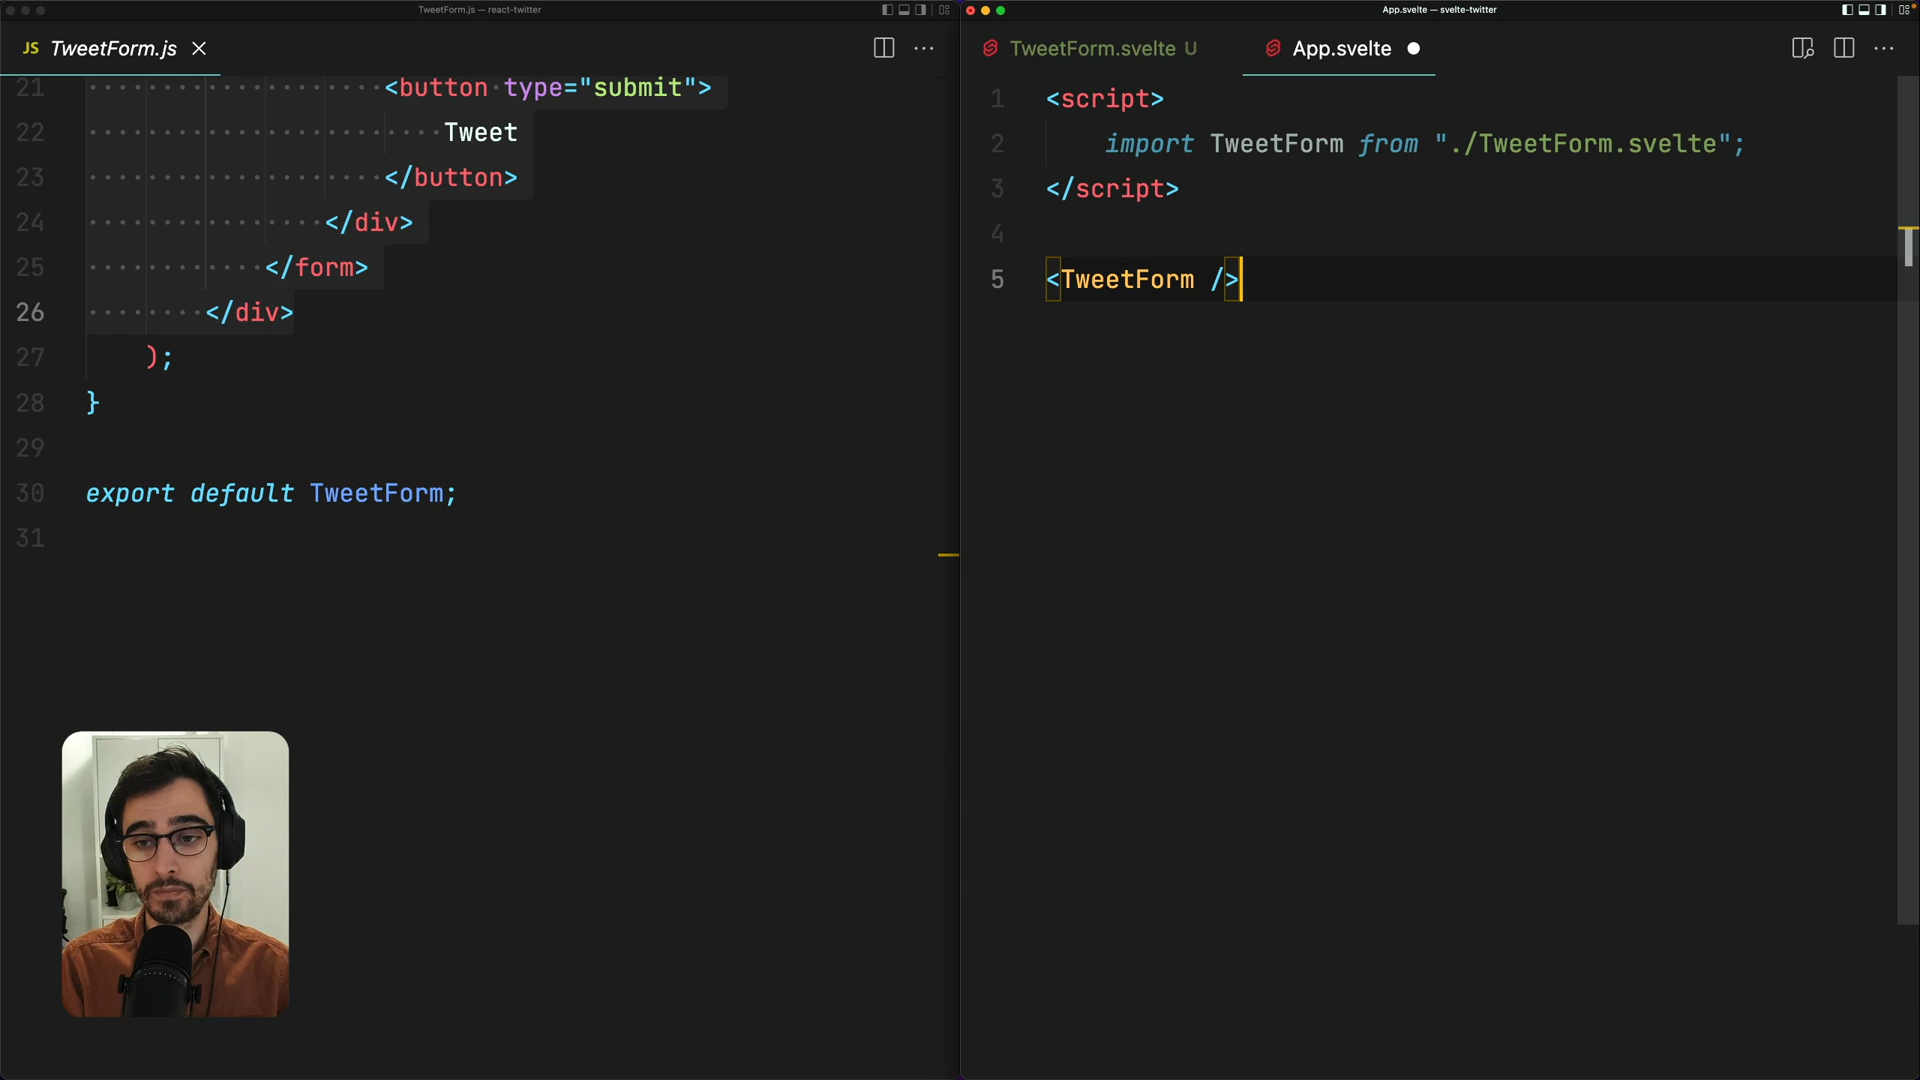 TweetForm.js — react-twitter
JS TweetForm.js
21 <button type="submit">
22 Tweet
23 </button>
24 </div>
25 </form>
26 </div>
27 );
28 }
29
30 export default TweetForm;
31
App.svelte — svelte-twitter
TweetForm.svelte U
App.svelte
1 <script>
2 import TweetForm from "./TweetForm.svelte";
3 </script>
4
5 <TweetForm />